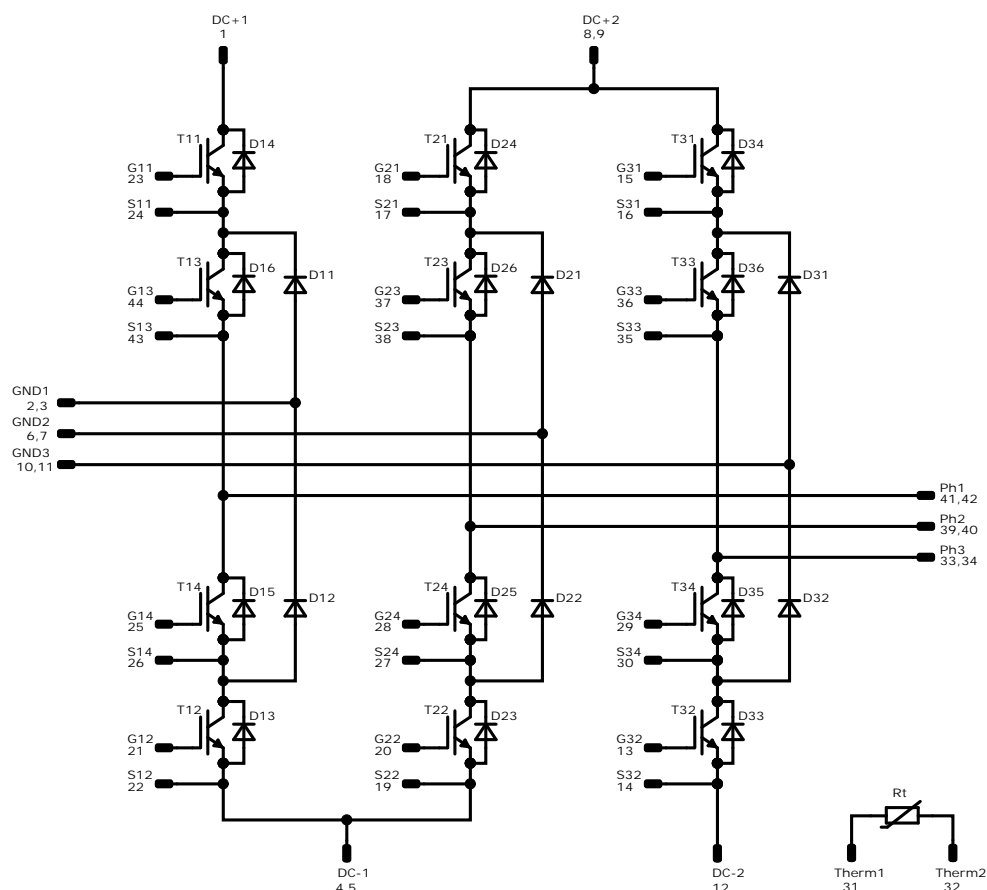 DC+1
1
DC+2
8,9
T11
D14
T21
D24
T31
D34
G11
23
G21
18
G31
15
S11
24
S21
17
S31
16
T13
D16
D11
T23
D26
D21
T33
D36
D31
G13
44
G23
37
G33
36
S13
43
S23
38
S33
35
GND1
2,3
GND2
6,7
GND3
10,11
Ph1
41,42
Ph2
39,40
Ph3
33,34
T14
D15
D12
T24
D25
D22
T34
D35
D32
G14
25
G24
28
G34
29
S14
26
S24
27
S34
30
T12
D13
T22
D23
T32
D33
G12
21
G22
20
G32
13
S12
22
S22
19
S32
14
Rt
DC-1
4,5
DC-2
12
Therm1
31
Therm2
32